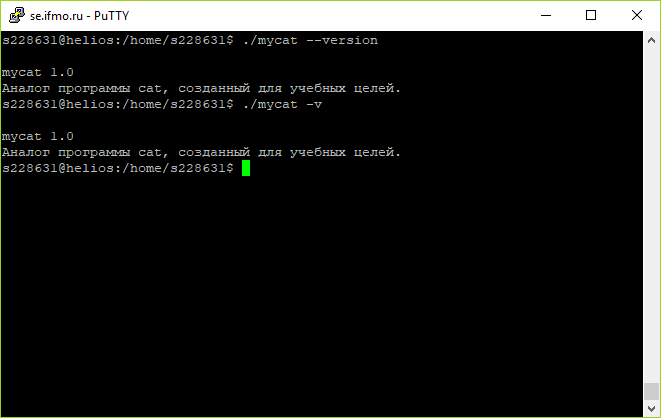 se.ifmo.ru - PuTTY
s228631@helios:/home/s228631$ ./mycat --version
mycat 1.0
Аналог программы cat, созданный для учебных целей.
s228631@helios:/home/s228631$ ./mycat -v
mycat 1.0
Аналог программы cat, созданный для учебных целей.
s228631@helios:/home/s228631$